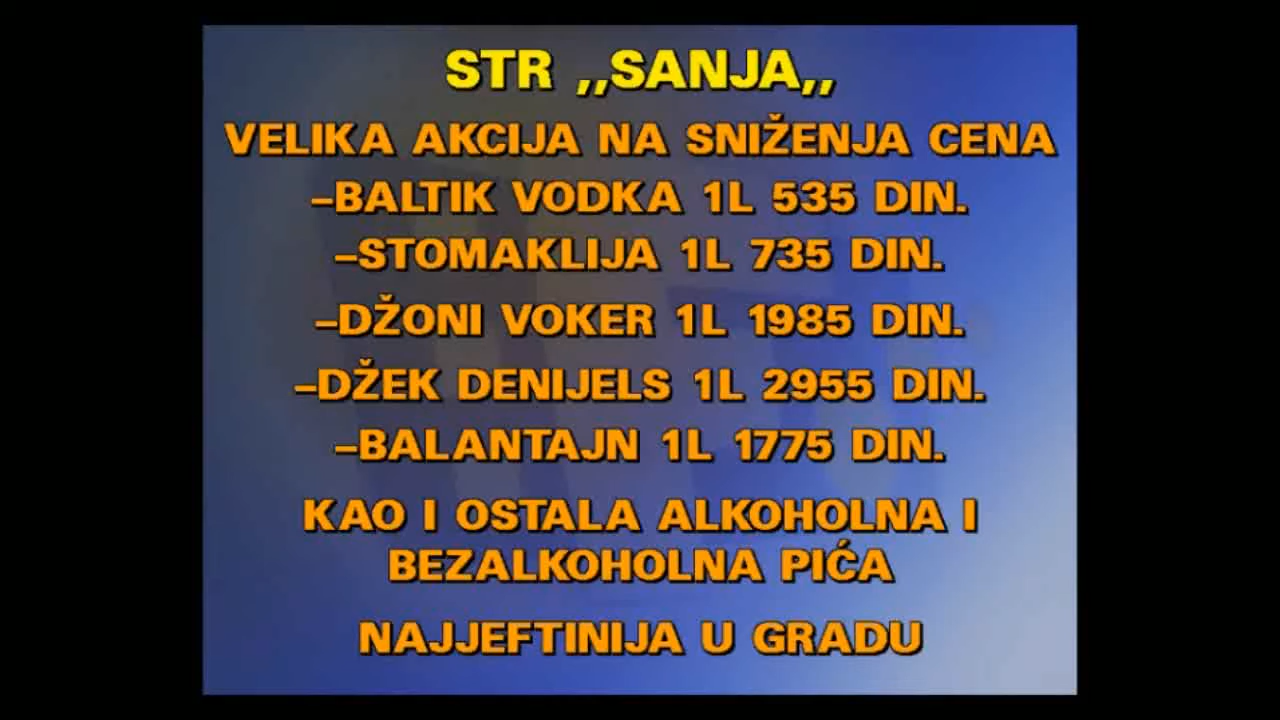 STR ,,SANJA,,
VELIKA AKCIJA NA SNIŽENJA CENA
–BALTIK VODKA 1L 535 DIN.
–STOMAKLIJA 1L 735 DIN.
–DŽONI VOKER 1L 1985 DIN.
–DŽEK DENIJELS 1L 2955 DIN.
–BALANTAJN 1L 1775 DIN.
KAO I OSTALA ALKOHOLNA I
BEZALKOHOLNA PIĆA
NAJJEFTINIJA U GRADU